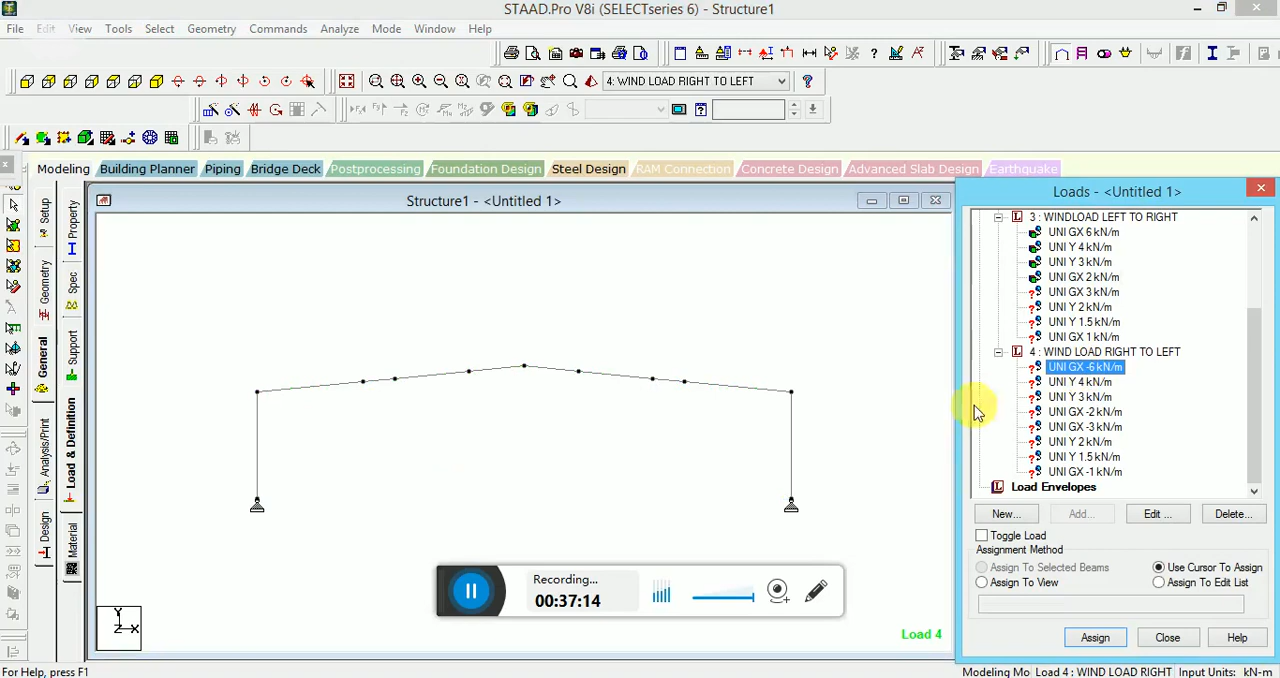 STAAD.Pro V8i (SELECTseries 6) - Structure1
File Edit View Tools Select Geometry Commands Analyze Mode Window Help
4: WIND LOAD RIGHT TO LEFT
Modeling Building Planner Piping Bridge Deck Postprocessing Foundation Design Steel Design RAM Connection Concrete Design Advanced Slab Design Earthquake
Setup
Geometry
General
Analysis/Print
Design
Property
Spec
Support
Load & Definition
Material
Structure1 - <Untitled 1>
Y
Z X
Load 4
Recording...
00:37:14
Loads - <Untitled 1>
3 : WINDLOAD LEFT TO RIGHT
UNI GX 6 kN/m
UNI Y 4 kN/m
UNI Y 3 kN/m
UNI GX 2 kN/m
UNI GX 3 kN/m
UNI Y 2 kN/m
UNI Y 1.5 kN/m
UNI GX 1 kN/m
4 : WIND LOAD RIGHT TO LEFT
UNI GX -6 kN/m
UNI Y 4 kN/m
UNI Y 3 kN/m
UNI GX -2 kN/m
UNI GX -3 kN/m
UNI Y 2 kN/m
UNI Y 1.5 kN/m
UNI GX -1 kN/m
Load Envelopes
New... Add... Edit ... Delete...
Toggle Load
Assignment Method
Assign To Selected Beams Use Cursor To Assign
Assign To View Assign To Edit List
Assign Close Help
For Help, press F1
Modeling Mo Load 4 : WIND LOAD RIGHT Input Units: kN-m